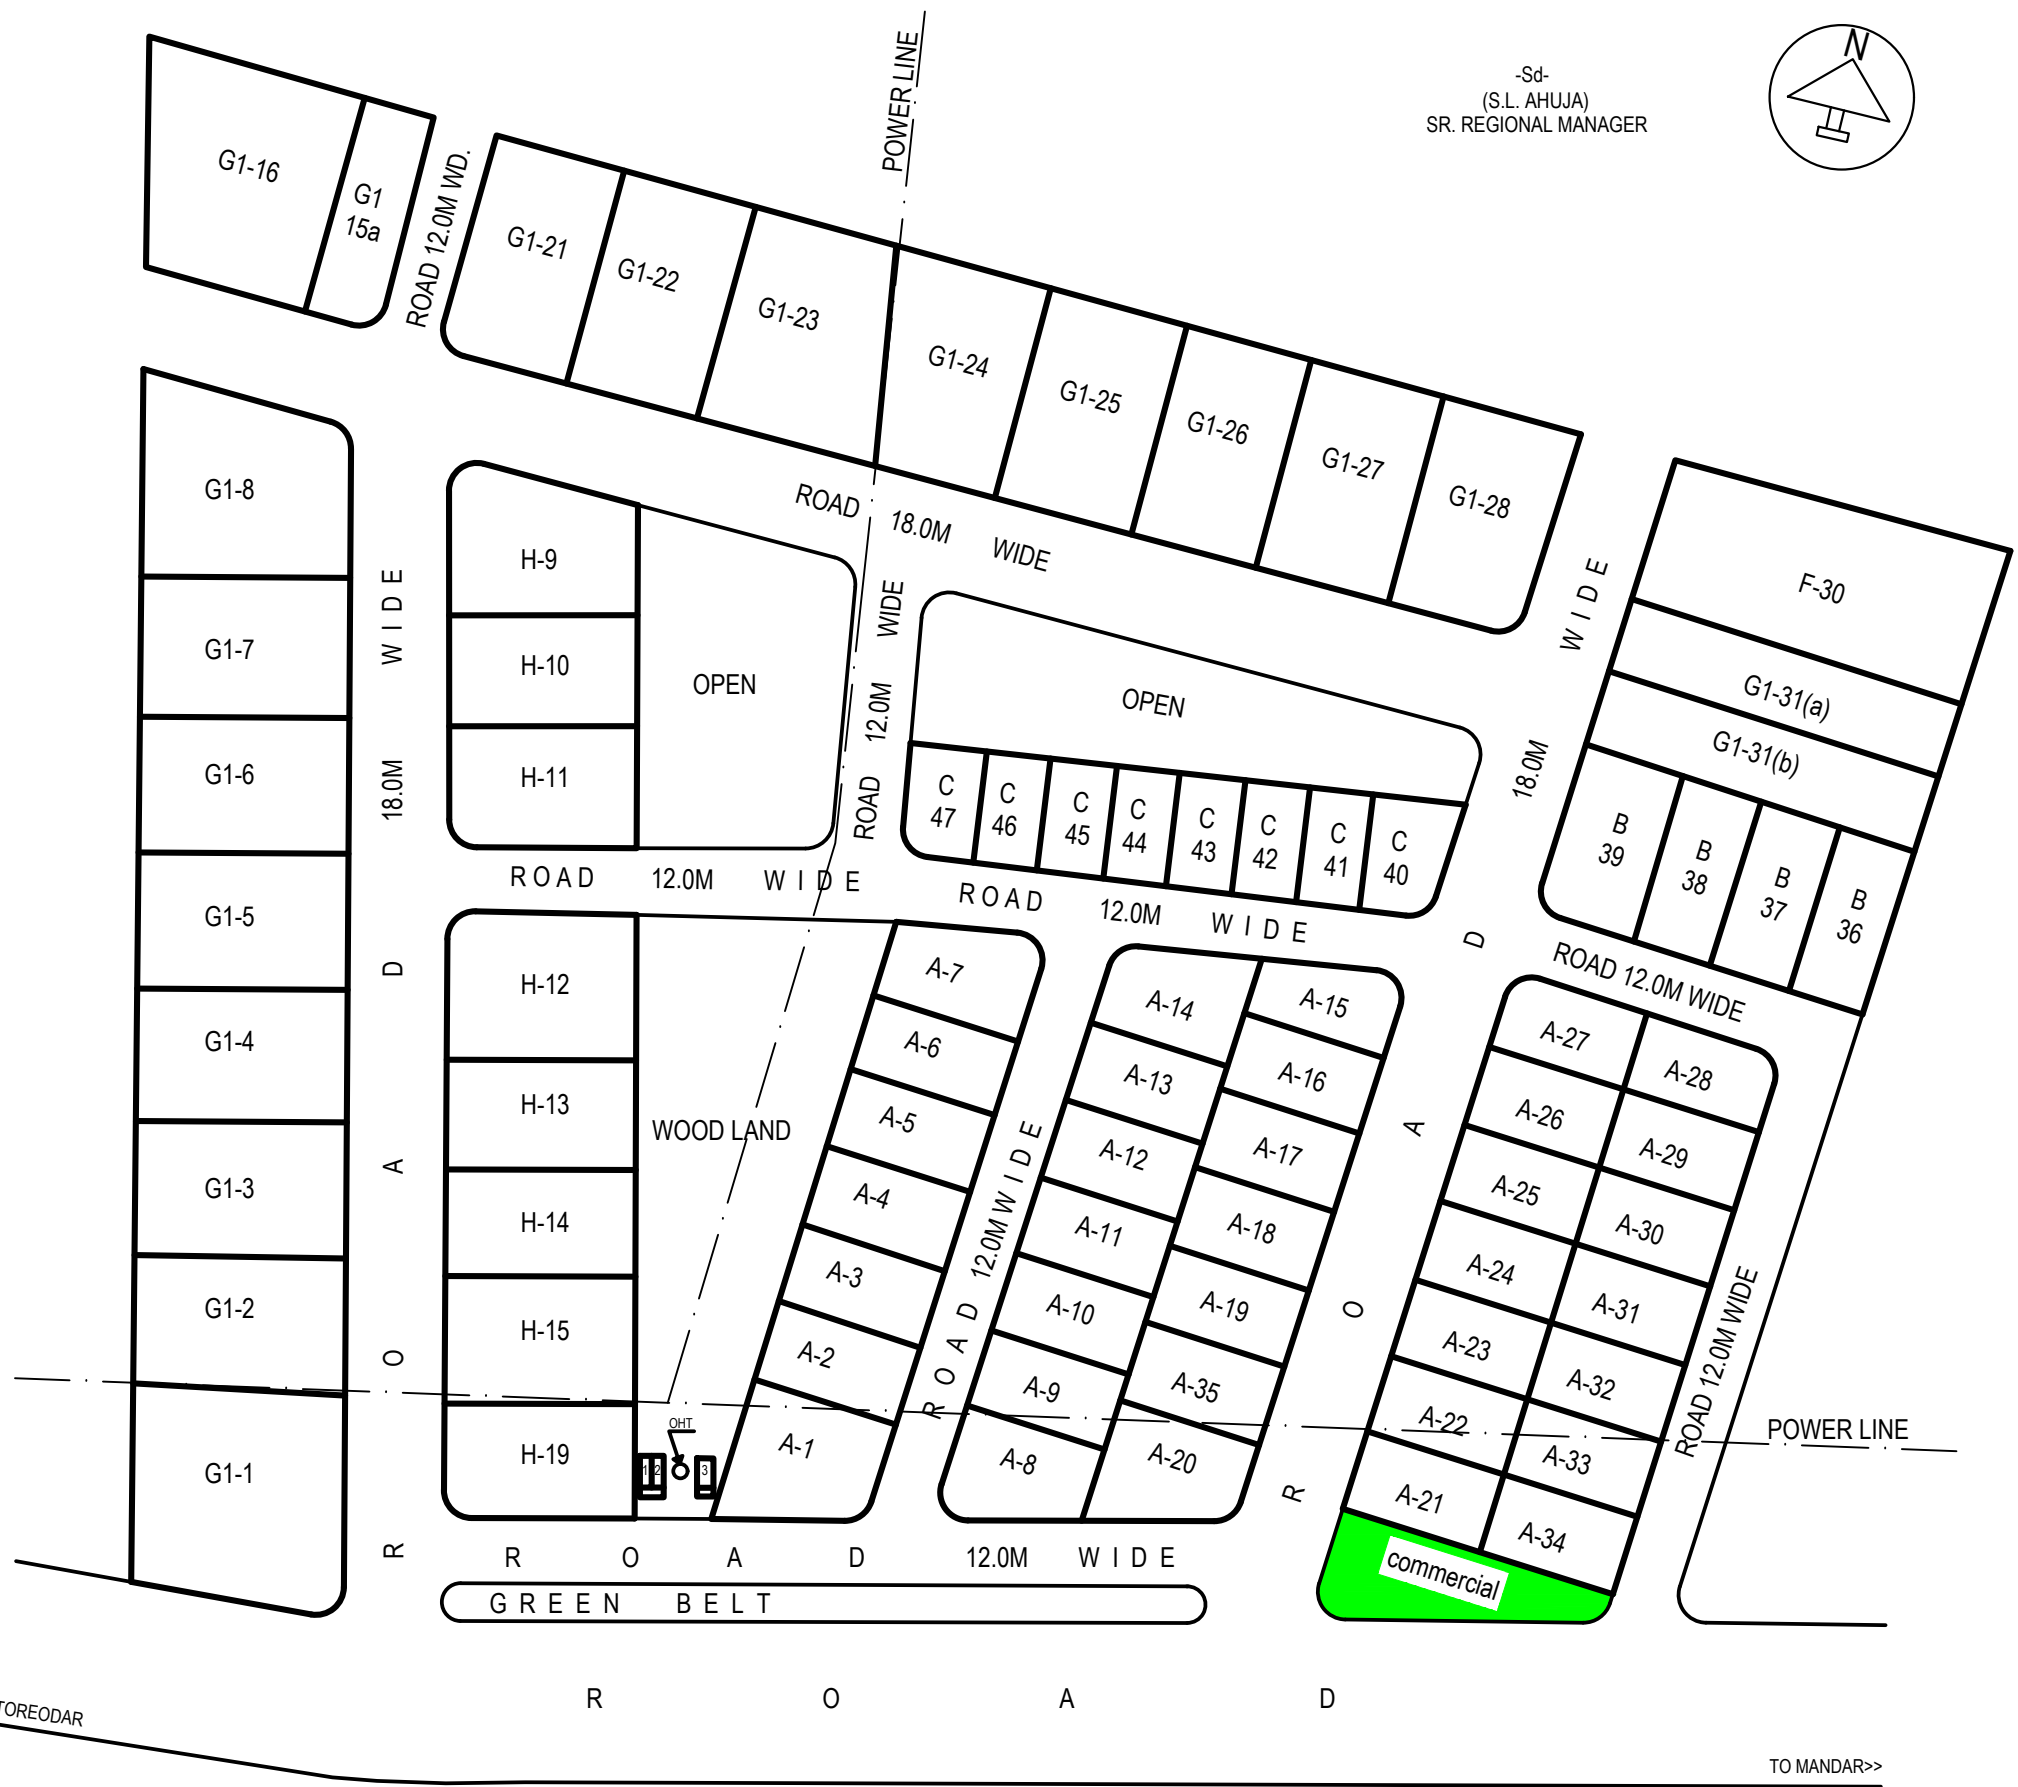 N
-Sd-
(S.L. AHUJA)
SR. REGIONAL MANAGER
POWER LINE
G1-16
G1
15a
ROAD 12.0M WD.
G1-21
G1-22
G1-23
G1-24
G1-25
G1-26
G1-27
G1-28
ROAD 18.0M WIDE
F-30
G1-31(a)
G1-31(b)
B
39
B
38
B
37
B
36
G1-8
G1-7
G1-6
G1-5
G1-4
G1-3
G1-2
G1-1
ROAD 18.0M WIDE
H-9
H-10
H-11
OPEN
ROAD 12.0M WIDE
OPEN
C
47
C
46
C
45
C
44
C
43
C
42
C
41
C
40
ROAD 18.0M WIDE
ROAD 12.0M WIDE
ROAD 12.0M WIDE
ROAD 12.0M WIDE
H-12
H-13
H-14
H-15
H-19
WOOD LAND
OHT
1
2
3
A-7
A-6
A-5
A-4
A-3
A-2
A-1
ROAD 12.0M WIDE
A-14
A-13
A-12
A-11
A-10
A-9
A-8
A-15
A-16
A-17
A-18
A-19
A-35
A-20
A-27
A-26
A-25
A-24
A-23
A-22
A-21
A-28
A-29
A-30
A-31
A-32
A-33
A-34
commercial
ROAD 12.0M WIDE
POWER LINE
ROAD 12.0M WIDE
GREEN BELT
ROAD
TOREODAR
TO MANDAR>>